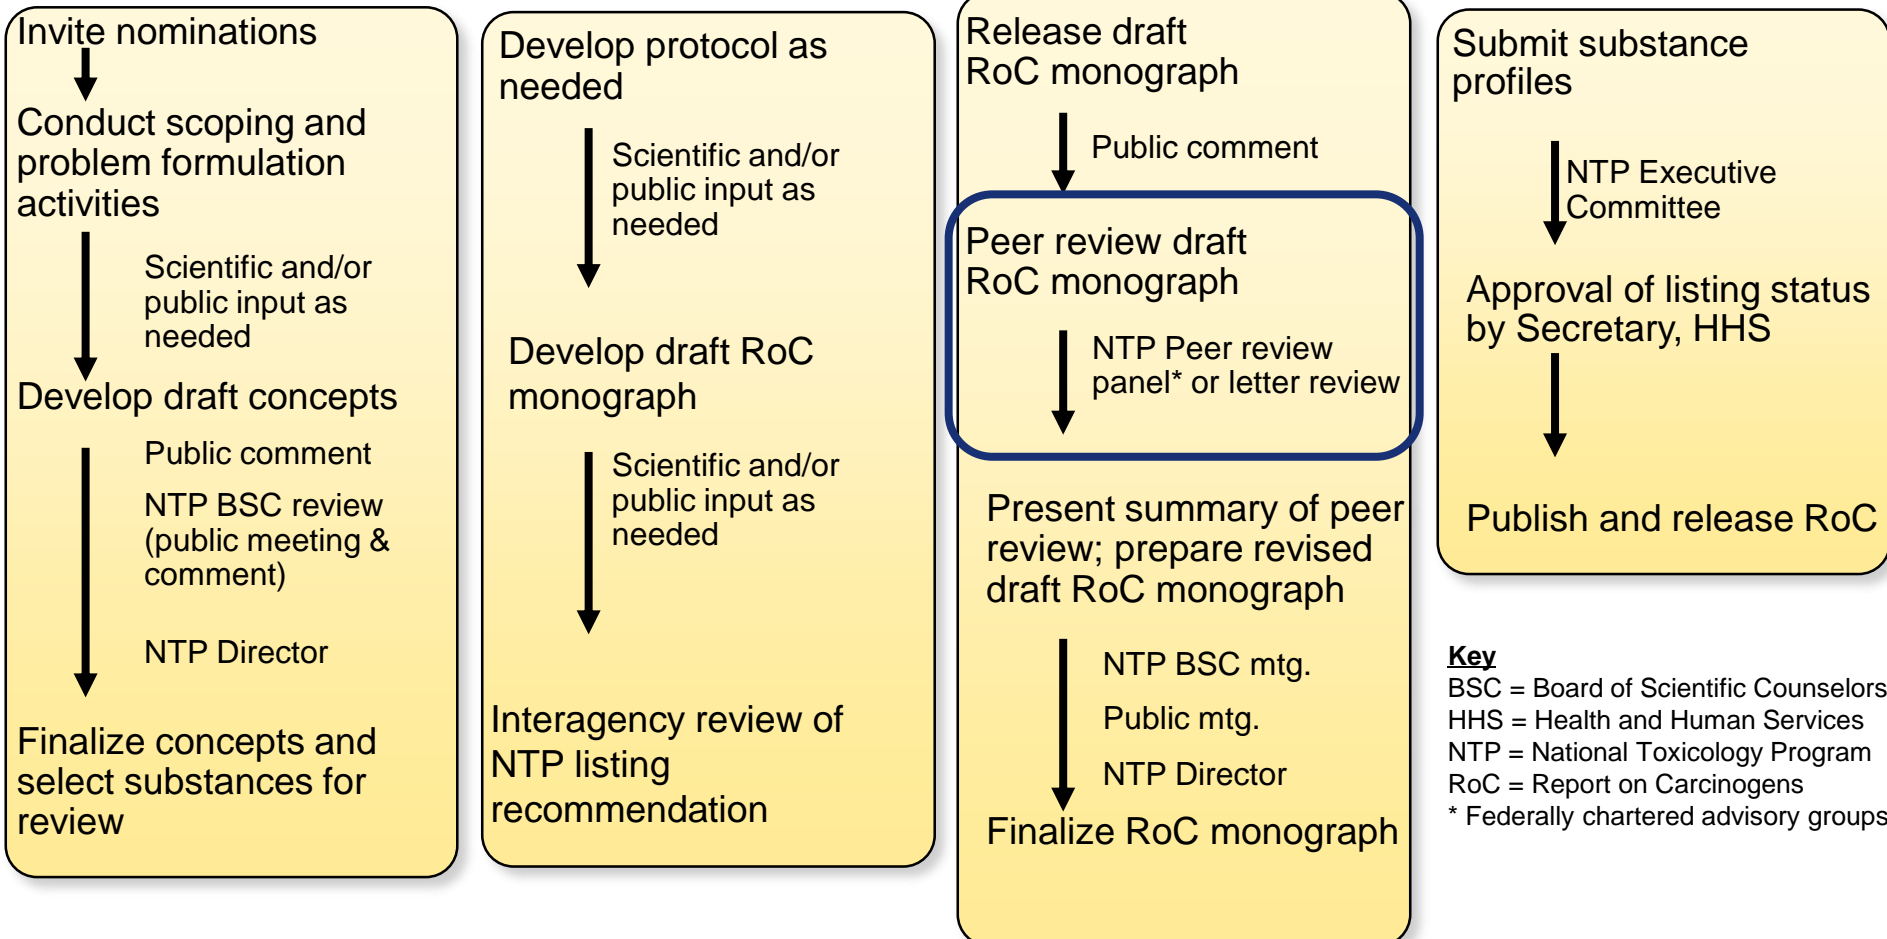 Invite nominations
Conduct scoping and
problem formulation
activities
Scientific and/or
public input as
needed
Develop draft concepts
Public comment
NTP BSC review
(public meeting &
comment)
NTP Director
Finalize concepts and
select substances for
review
Develop protocol as
needed
Scientific and/or
public input as
needed
Develop draft RoC
monograph
Scientific and/or
public input as
needed
Interagency review of
NTP listing
recommendation
Release draft
RoC monograph
Public comment
Peer review draft
RoC monograph
NTP Peer review
panel* or letter review
Present summary of peer
review; prepare revised
draft RoC monograph
NTP BSC mtg.
Public mtg.
NTP Director
Finalize RoC monograph
Submit substance
profiles
NTP Executive
Committee
Approval of listing status
by Secretary, HHS
Publish and release RoC
Key
BSC = Board of Scientific Counselors
HHS = Health and Human Services
NTP = National Toxicology Program
RoC = Report on Carcinogens
* Federally chartered advisory groups